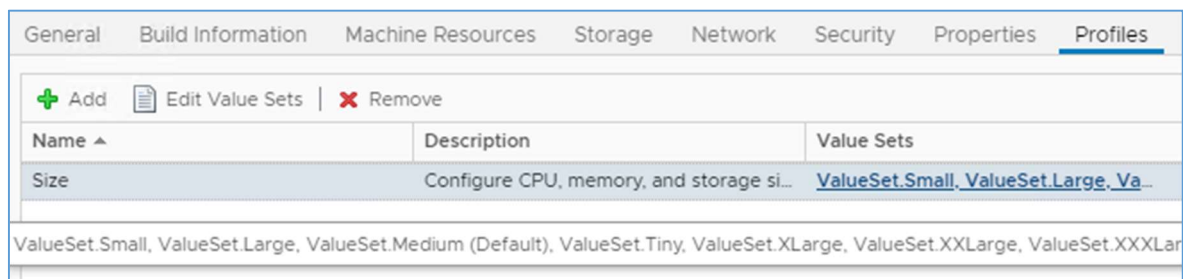 General Build Information Machine Resources Storage Network Security Properties Profiles
Add Edit Value Sets Remove
Name Description Value Sets
Size Configure CPU, memory, and storage si... ValueSet.Small, ValueSet.Large, Va...
ValueSet.Small, ValueSet.Large, ValueSet.Medium (Default), ValueSet.Tiny, ValueSet.XLarge, ValueSet.XXLarge, ValueSet.XXXLar